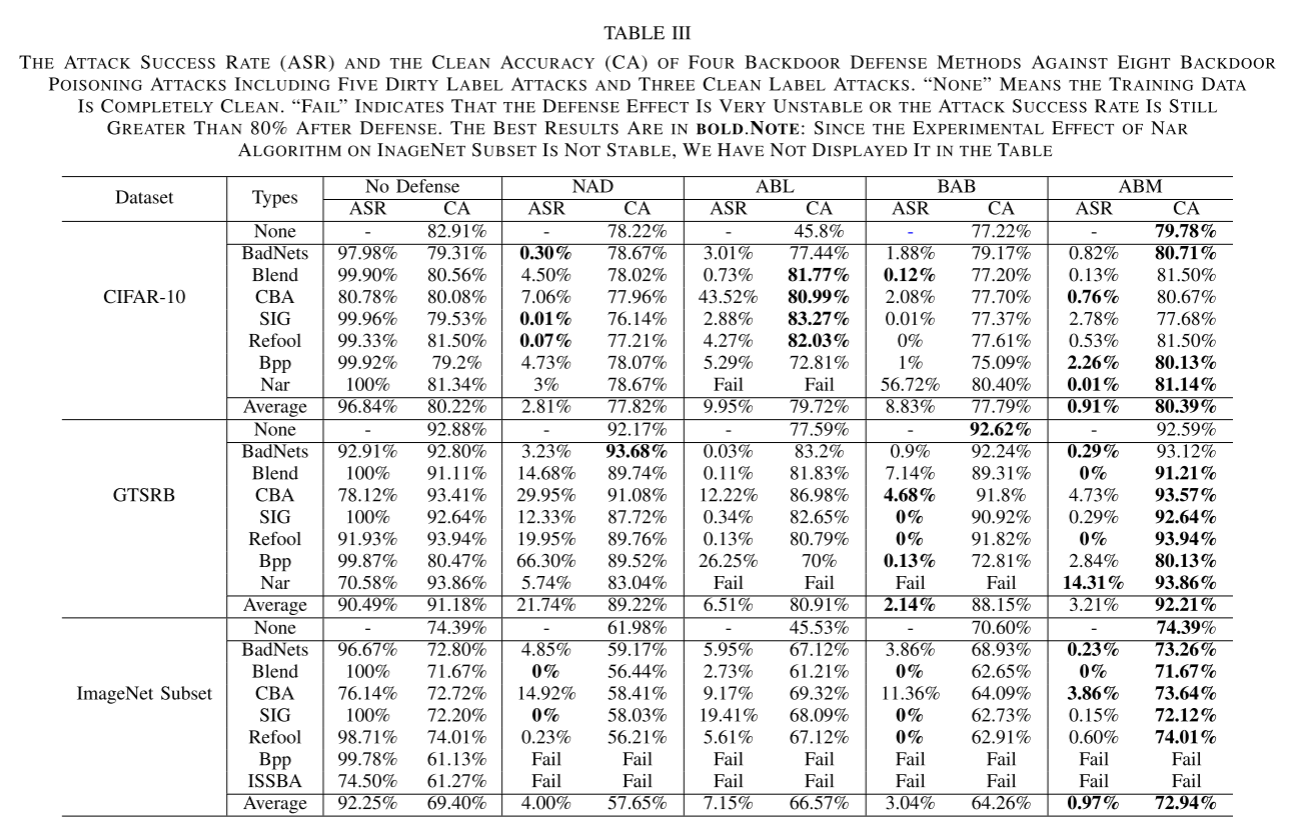 TABLE III
THE ATTACK SUCCESS RATE (ASR) AND THE CLEAN ACCURACY (CA) OF FOUR BACKDOOR DEFENSE METHODS AGAINST EIGHT BACKDOOR
POISONING ATTACKS INCLUDING FIVE DIRTY LABEL ATTACKS AND THREE CLEAN LABEL ATTACKS. “NONE” MEANS THE TRAINING DATA
IS COMPLETELY CLEAN. “FAIL” INDICATES THAT THE DEFENSE EFFECT IS VERY UNSTABLE OR THE ATTACK SUCCESS RATE IS STILL
GREATER THAN 80% AFTER DEFENSE. THE BEST RESULTS ARE IN BOLD.NOTE: SINCE THE EXPERIMENTAL EFFECT OF NAR
ALGORITHM ON INAGENET SUBSET IS NOT STABLE, WE HAVE NOT DISPLAYED IT IN THE TABLE
Dataset Types No Defense NAD ABL BAB ABM
ASR CA ASR CA ASR CA ASR CA ASR CA
None - 82.91% - 78.22% - 45.8% - 77.22% - 79.78%
BadNets 97.98% 79.31% 0.30% 78.67% 3.01% 77.44% 1.88% 79.17% 0.82% 80.71%
Blend 99.90% 80.56% 4.50% 78.02% 0.73% 81.77% 0.12% 77.20% 0.13% 81.50%
CIFAR-10 CBA 80.78% 80.08% 7.06% 77.96% 43.52% 80.99% 2.08% 77.70% 0.76% 80.67%
SIG 99.96% 79.53% 0.01% 76.14% 2.88% 83.27% 0.01% 77.37% 2.78% 77.68%
Refool 99.33% 81.50% 0.07% 77.21% 4.27% 82.03% 0% 77.61% 0.53% 81.50%
Bpp 99.92% 79.2% 4.73% 78.07% 5.29% 72.81% 1% 75.09% 2.26% 80.13%
Nar 100% 81.34% 3% 78.67% Fail Fail 56.72% 80.40% 0.01% 81.14%
Average 96.84% 80.22% 2.81% 77.82% 9.95% 79.72% 8.83% 77.79% 0.91% 80.39%
None - 92.88% - 92.17% - 77.59% - 92.62% - 92.59%
BadNets 92.91% 92.80% 3.23% 93.68% 0.03% 83.2% 0.9% 92.24% 0.29% 93.12%
Blend 100% 91.11% 14.68% 89.74% 0.11% 81.83% 7.14% 89.31% 0% 91.21%
GTSRB CBA 78.12% 93.41% 29.95% 91.08% 12.22% 86.98% 4.68% 91.8% 4.73% 93.57%
SIG 100% 92.64% 12.33% 87.72% 0.34% 82.65% 0% 90.92% 0.29% 92.64%
Refool 91.93% 93.94% 19.95% 89.76% 0.13% 80.79% 0% 91.82% 0% 93.94%
Bpp 99.87% 80.47% 66.30% 89.52% 26.25% 70% 0.13% 72.81% 2.84% 80.13%
Nar 70.58% 93.86% 5.74% 83.04% Fail Fail Fail Fail 14.31% 93.86%
Average 90.49% 91.18% 21.74% 89.22% 6.51% 80.91% 2.14% 88.15% 3.21% 92.21%
None - 74.39% - 61.98% - 45.53% - 70.60% - 74.39%
BadNets 96.67% 72.80% 4.85% 59.17% 5.95% 67.12% 3.86% 68.93% 0.23% 73.26%
Blend 100% 71.67% 0% 56.44% 2.73% 61.21% 0% 62.65% 0% 71.67%
ImageNet Subset CBA 76.14% 72.72% 14.92% 58.41% 9.17% 69.32% 11.36% 64.09% 3.86% 73.64%
SIG 100% 72.20% 0% 58.03% 19.41% 68.09% 0% 62.73% 0.15% 72.12%
Refool 98.71% 74.01% 0.23% 56.21% 5.61% 67.12% 0% 62.91% 0.60% 74.01%
Bpp 99.78% 61.13% Fail Fail Fail Fail Fail Fail Fail Fail
ISSBA 74.50% 61.27% Fail Fail Fail Fail Fail Fail Fail Fail
Average 92.25% 69.40% 4.00% 57.65% 7.15% 66.57% 3.04% 64.26% 0.97% 72.94%